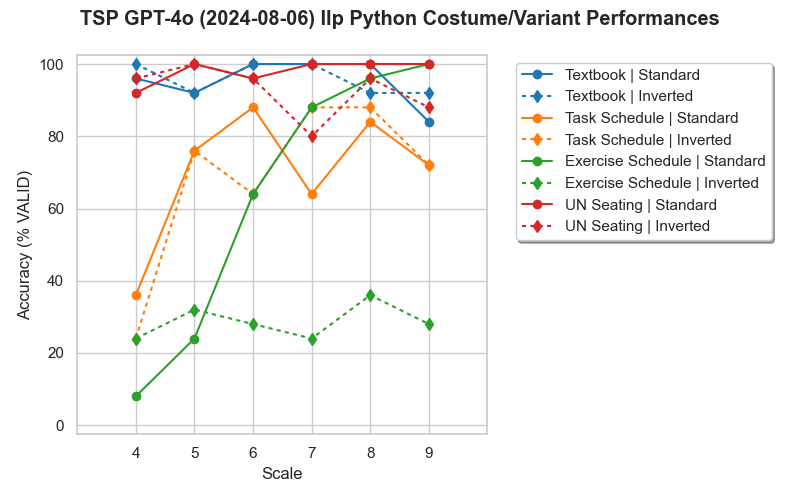 TSP GPT-4o (2024-08-06) Ilp Python Costume/Variant Performances
100
80
60
40
20
0
Accuracy (% VALID)
4 5 6 7 8 9
Scale
Textbook | Standard
Textbook | Inverted
Task Schedule | Standard
Task Schedule | Inverted
Exercise Schedule | Standard
Exercise Schedule | Inverted
UN Seating | Standard
UN Seating | Inverted